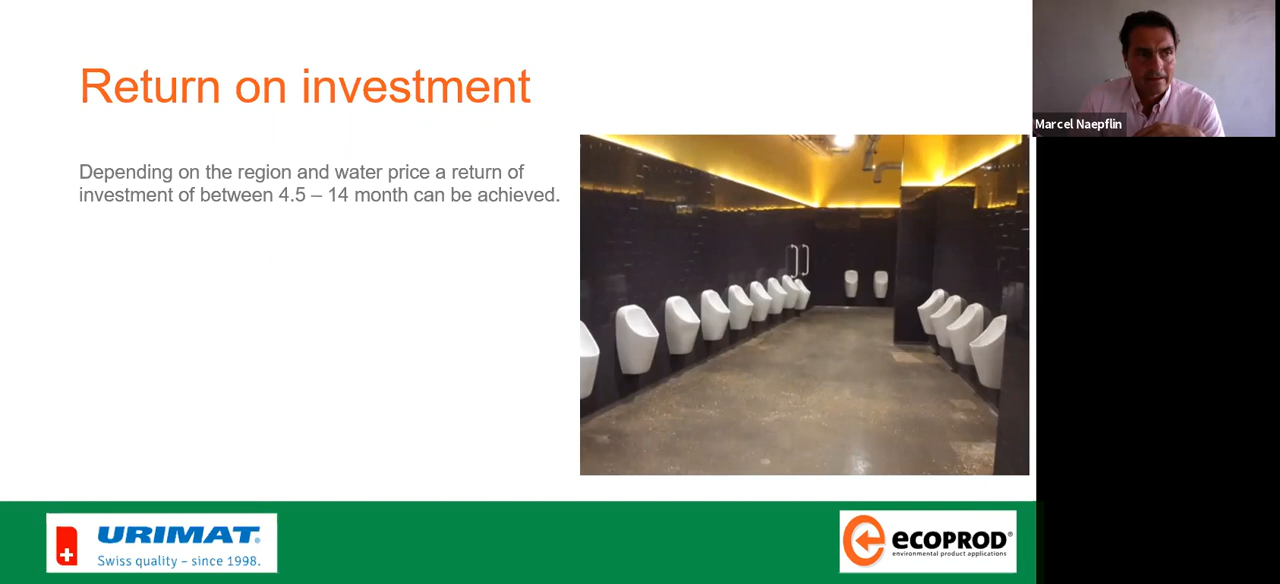 Return on investment
Marcel Naepflin
Depending on the region and water price a return of
investment of between 4.5 – 14 month can be achieved.
URIMAT®
Swiss quality – since 1998.
ecoprod®
environmental product applications